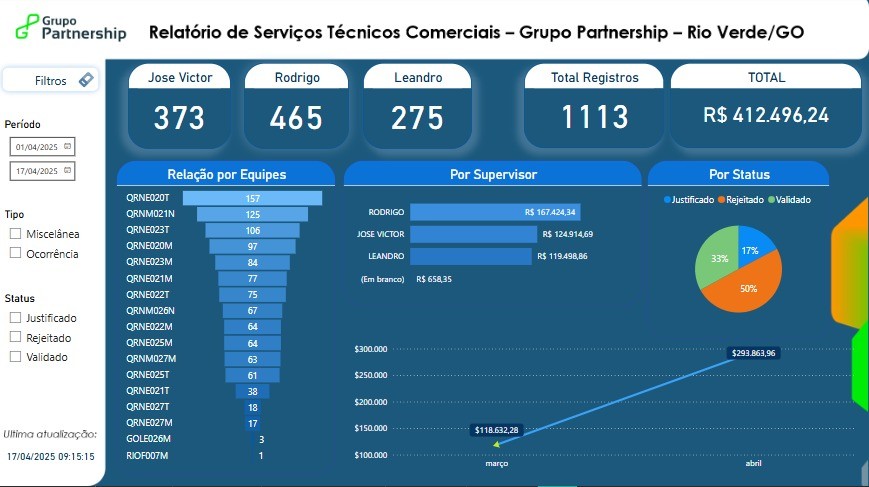 Grupo
Partnership
Relatório de Serviços Técnicos Comerciais – Grupo Partnership – Rio Verde/GO
Filtros
Período
01/04/2025
17/04/2025
Tipo
Miscelânea
Ocorrência
Status
Justificado
Rejeitado
Validado
Ultima atualização:
17/04/2025 09:15:15
Jose Victor
373
Rodrigo
465
Leandro
275
Total Registros
1113
TOTAL
R$ 412.496,24
Relação por Equipes
QRNE020T 157
QRNM021N 125
QRNE023T 106
QRNE020M 97
QRNE023M 84
QRNE021M 77
QRNE022T 75
QRNM026N 67
QRNE022M 64
QRNE025M 64
QRNM027M 63
QRNE025T 61
QRNE021T 38
QRNE027T 18
QRNE027M 17
GOLE026M 3
RIOF007M 1
Por Supervisor
RODRIGO R$ 167.424,34
JOSE VICTOR R$ 124.914,69
LEANDRO R$ 119.498,86
(Em branco) R$ 658,35
Por Status
Justificado Rejeitado Validado
17%
33%
50%
$300.000
$293.863,96
$250.000
$200.000
$150.000
$118.632,28
$100.000
março abril